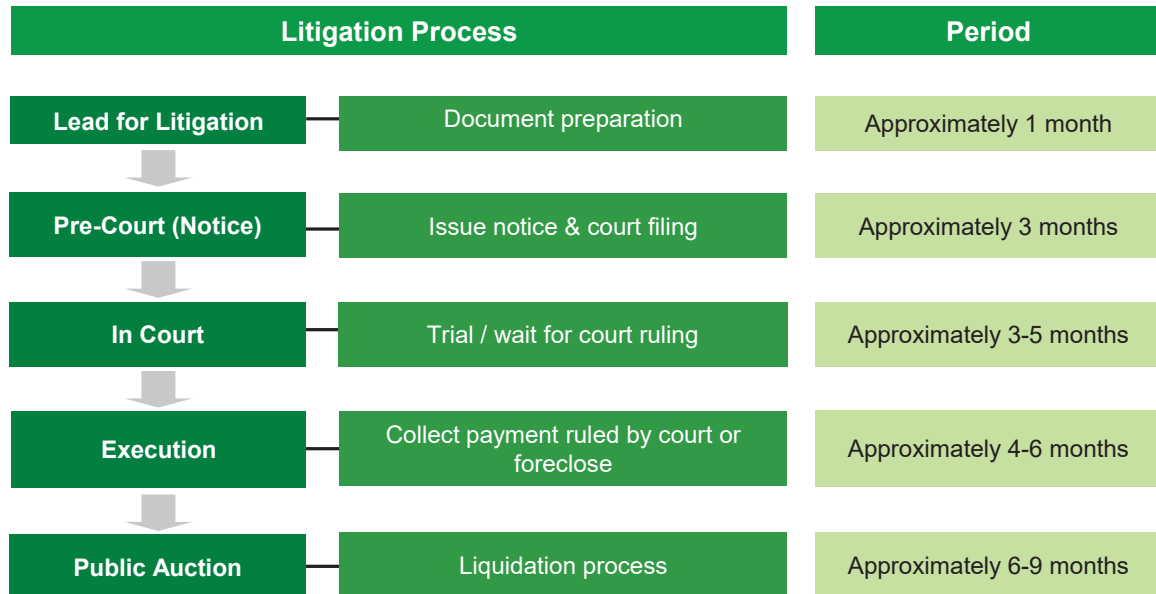 Litigation Process
Period
Lead for Litigation
Document preparation
Approximately 1 month
Pre-Court (Notice)
Issue notice & court filing
Approximately 3 months
In Court
Trial / wait for court ruling
Approximately 3-5 months
Execution
Collect payment ruled by court or
foreclose
Approximately 4-6 months
Public Auction
Liquidation process
Approximately 6-9 months